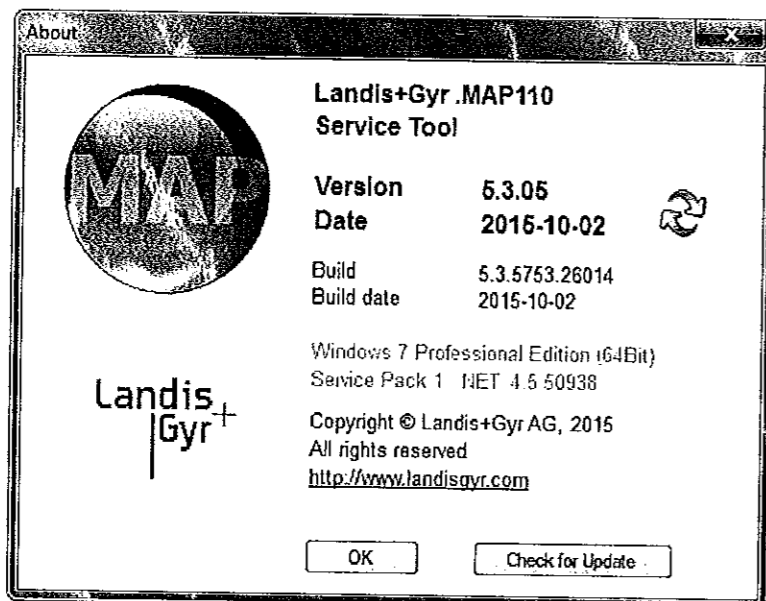 About
MAP
Landis+Gyr .MAP110
Service Tool
Version 5.3.05
Date 2015-10-02
Build 5.3.5753.26014
Build date 2015-10-02
Windows 7 Professional Edition (64Bit)
Service Pack 1 .NET 4.5 50938
Landis+
Gyr
Copyright © Landis+Gyr AG, 2015
All rights reserved
http://www.landisgyr.com
OK
Check for Update